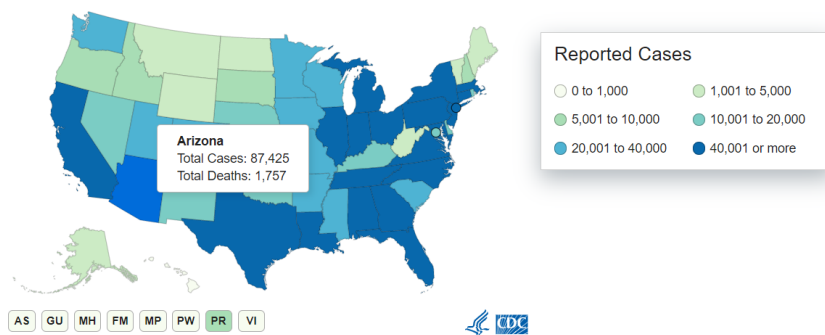 Reported Cases
0 to 1,000
1,001 to 5,000
5,001 to 10,000
10,001 to 20,000
20,001 to 40,000
40,001 or more
Arizona
Total Cases: 87,425
Total Deaths: 1,757
AS GU MH FM MP PW PR VI
CDC